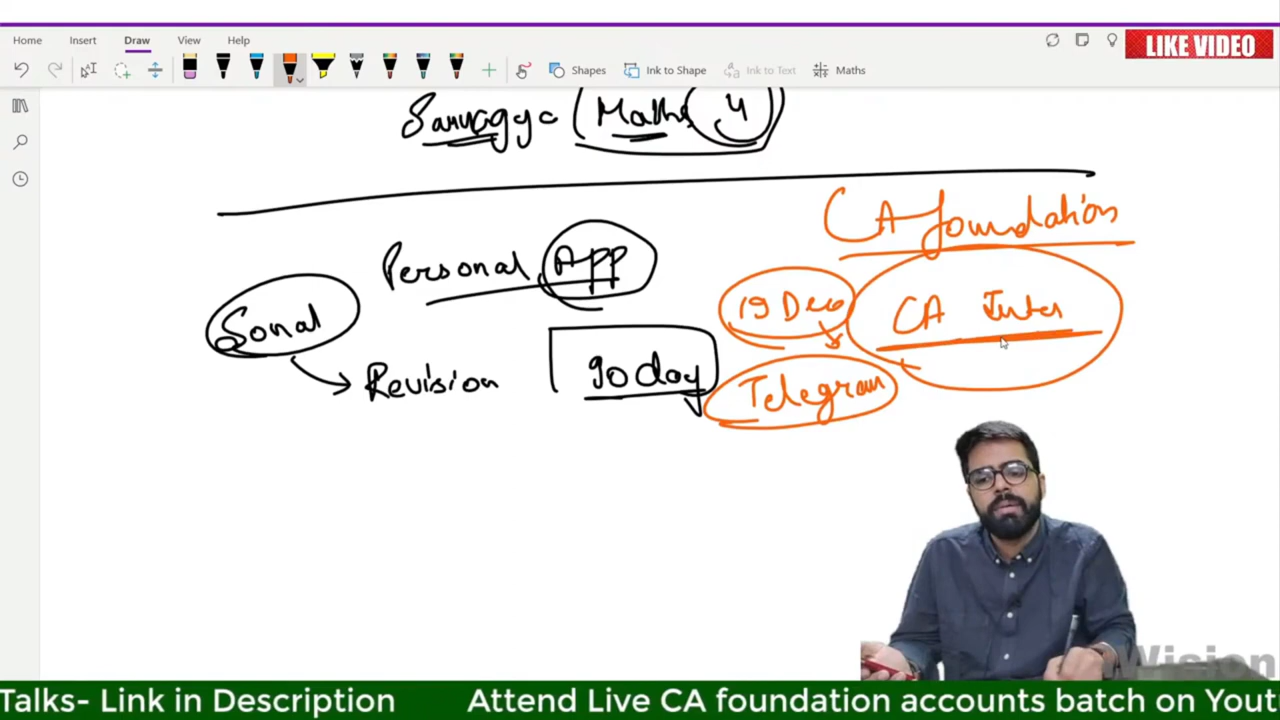 Home Insert Draw View Help
LIKE VIDEO
Shapes Ink to Shape Ink to Text Maths
Maths 4
CA foundation
Personal App
Sonal
19 Dec
CA Inter
Revision
90 day
Telegram
Wision
Talks- Link in Description Attend Live CA foundation accounts batch on Yout